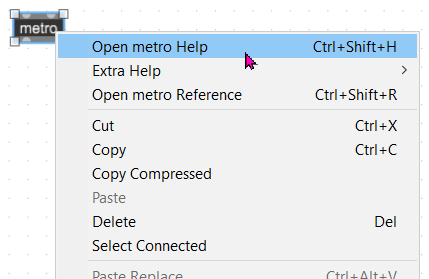 metro
Open metro Help Ctrl+Shift+H
Extra Help
Open metro Reference Ctrl+Shift+R
Cut Ctrl+X
Copy Ctrl+C
Copy Compressed
Paste
Delete Del
Select Connected
Paste Replace Ctrl+Alt+V